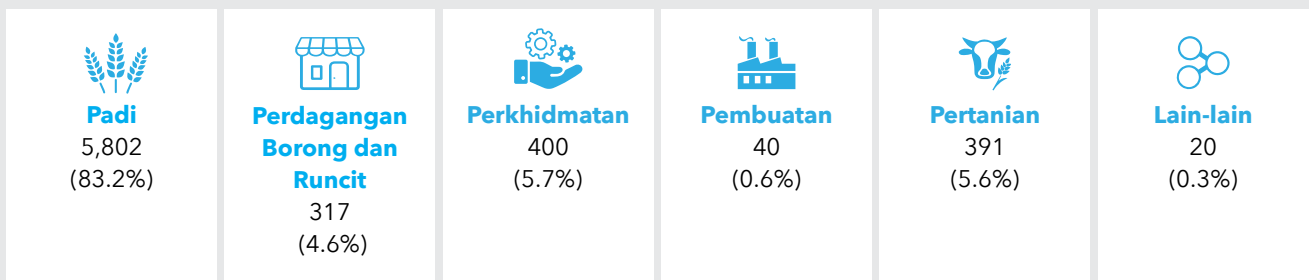 Padi
5,802
(83.2%)
Perdagangan
Borong dan
Runcit
317
(4.6%)
Perkhidmatan
400
(5.7%)
Pembuatan
40
(0.6%)
Pertanian
391
(5.6%)
Lain-lain
20
(0.3%)